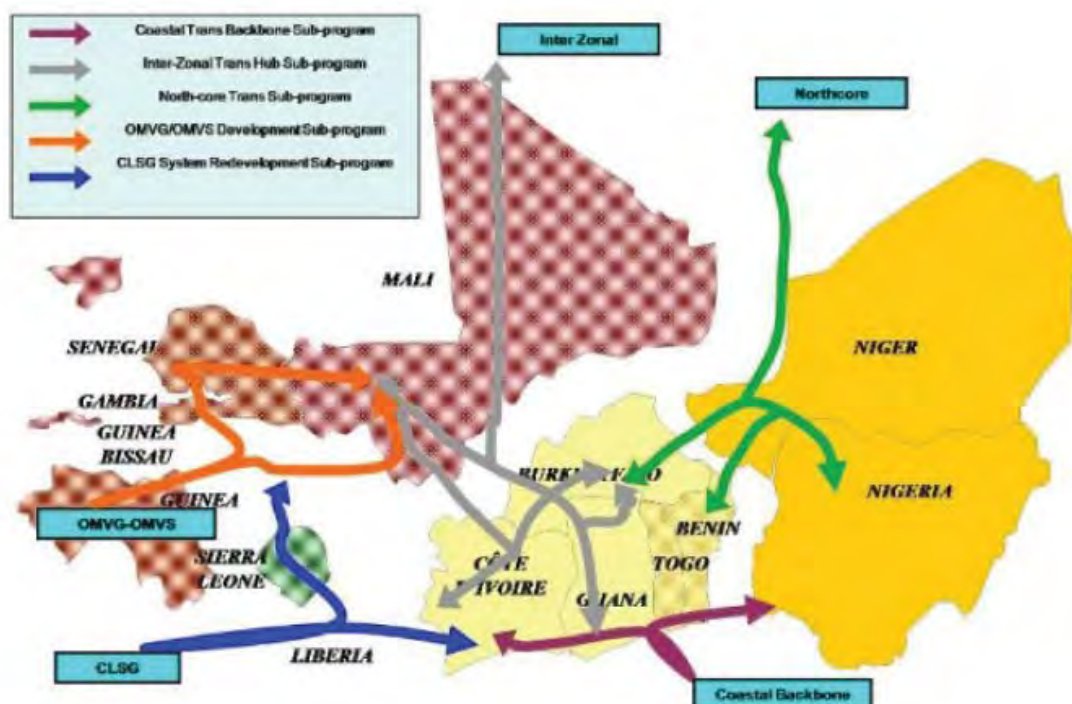 Coastal Trans Backbone Sub-program
Inter-Zonal Trans Hub Sub-program
North-core Trans Sub-program
OMVG/OMVS Development Sub-program
CLSG System Redevelopment Sub-program
Inter Zonal
Northcore
MALI
SENEGAL
GAMBIA
GUINEA
BISSAU
GUINEA
OMVG-OMVS
SIERRA
LEONE
LIBERIA
CLSG
NIGER
NIGERIA
BENIN
TOGO
CÔTE
GHANA
Coastal Backbone